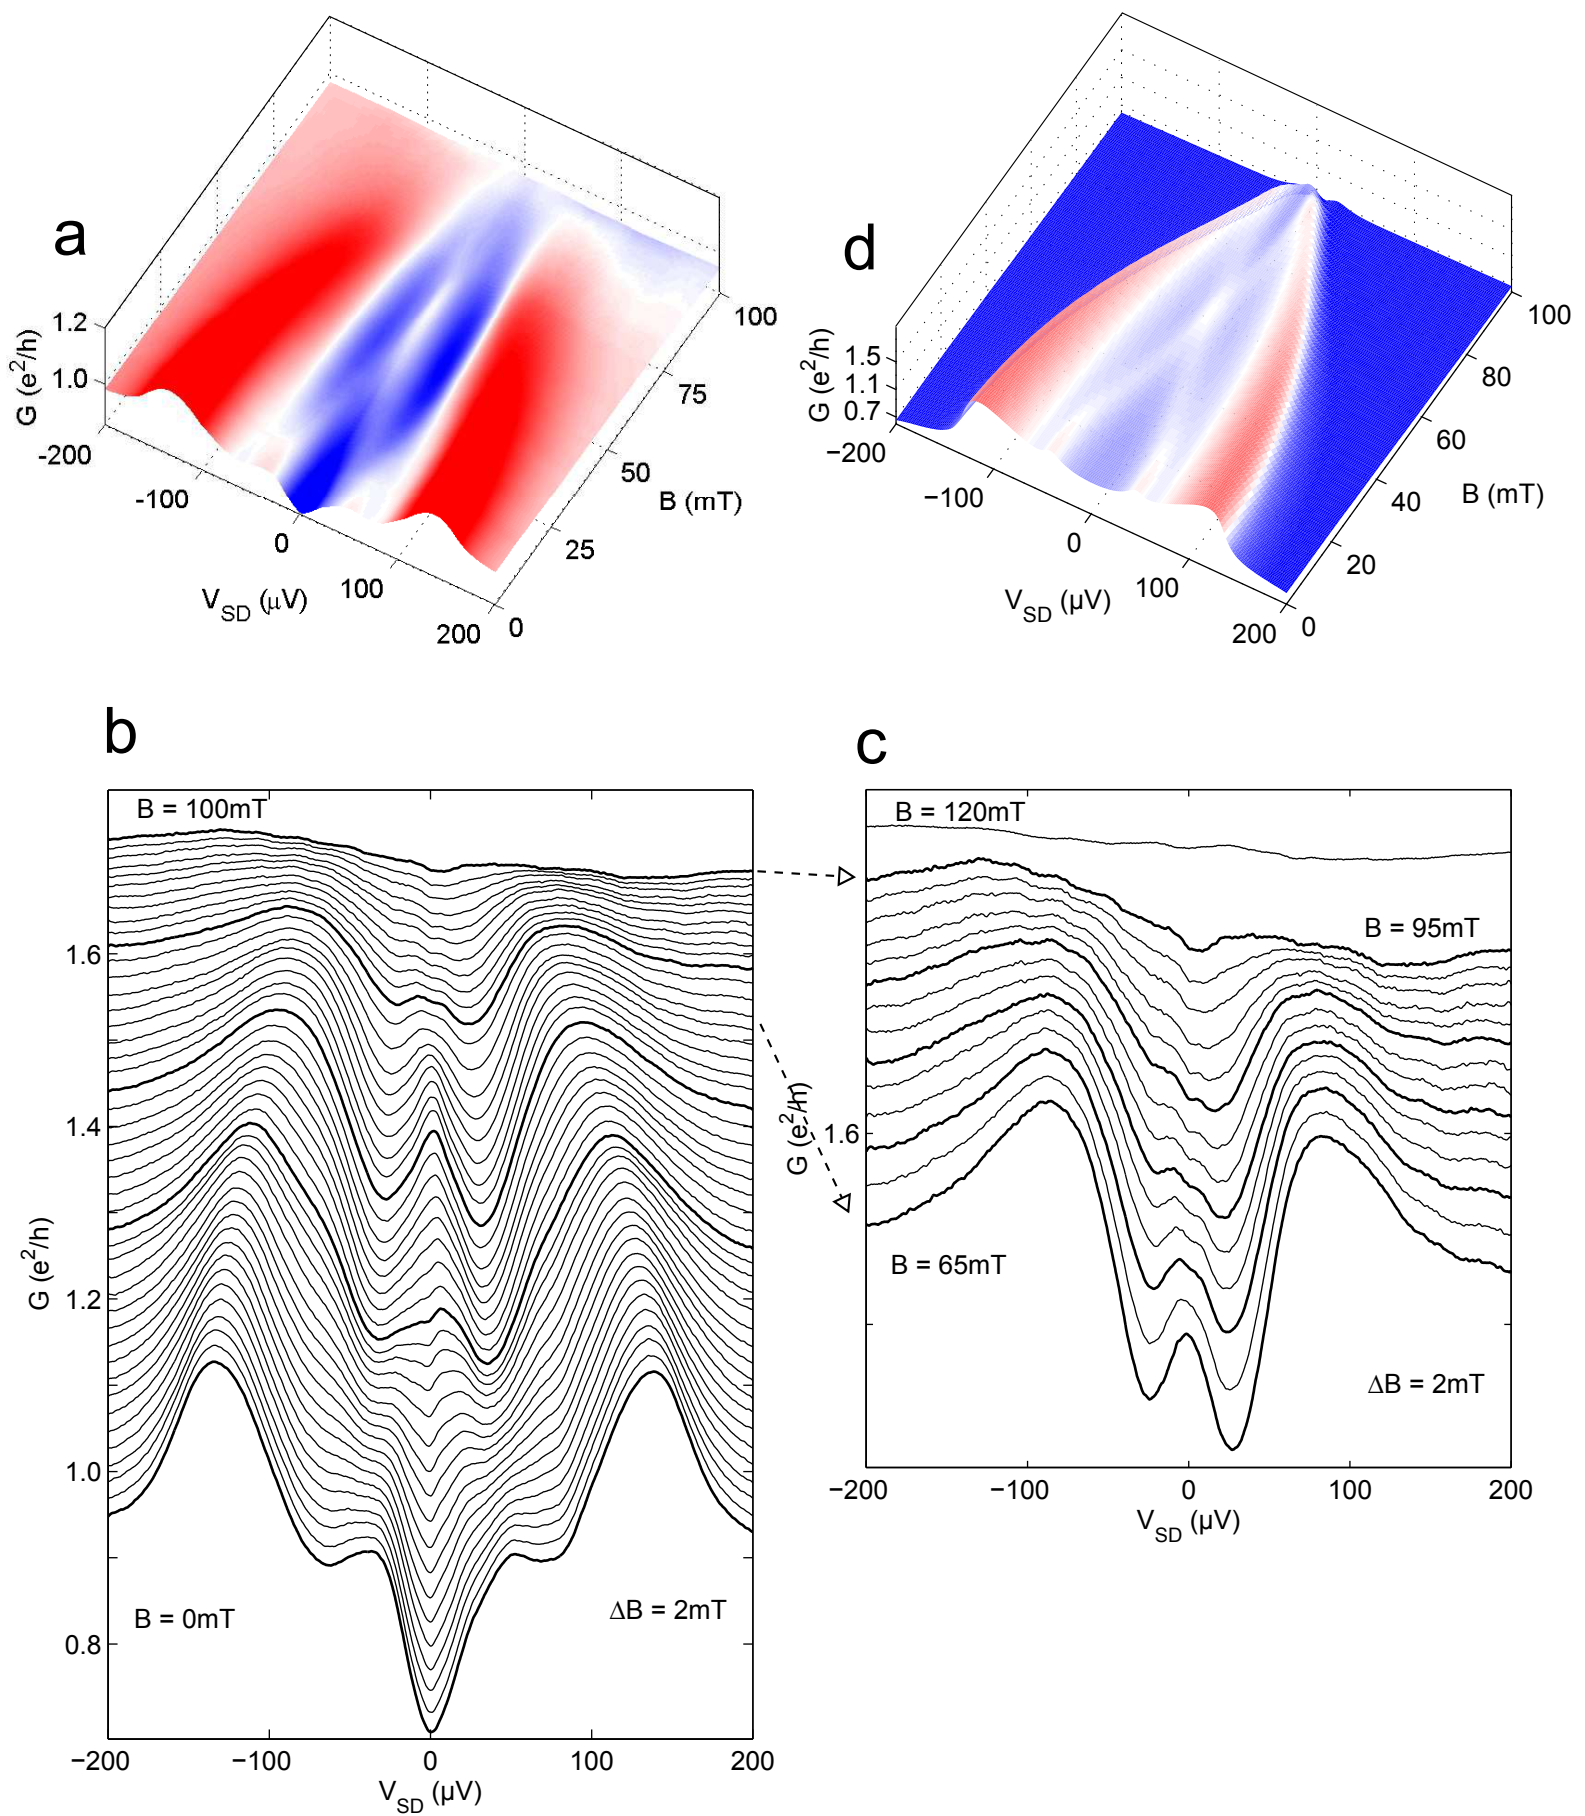 a
G (e²/h)
1.2
1.0
-200
-100
0
100
200
V_SD (μV)
0
25
50
75
100
B (mT)
d
G (e²/h)
1.5
1.1
0.7
−200
−100
0
100
200
V_SD (μV)
0
20
40
60
80
100
B (mT)
b
B = 100mT
1.6
1.4
1.2
1.0
0.8
G (e²/h)
B = 0mT
ΔB = 2mT
−200
−100
0
100
200
V_SD (μV)
c
B = 120mT
B = 95mT
G (e²/h)
1.6
B = 65mT
ΔB = 2mT
−200
−100
0
100
200
V_SD (μV)